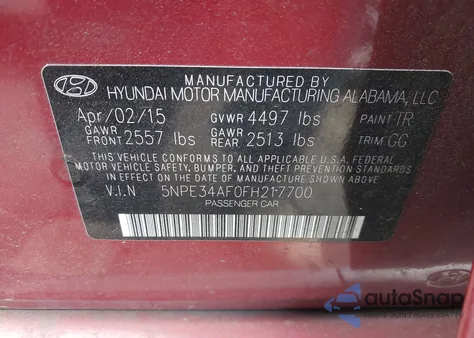 MANUFACTURED BY
HYUNDAI MOTOR MANUFACTURING ALABAMA, LLC
Apr/02/15 GVWR 4497 lbs PAINT TR
GAWR FRONT 2557 lbs GAWR REAR 2513 lbs TRIM GG
THIS VEHICLE CONFORMS TO ALL APPLICABLE U.S.A. FEDERAL
MOTOR VEHICLE SAFETY, BUMPER, AND THEFT PREVENTION
STANDARDS IN EFFECT ON THE DATE OF MANUFACTURE SHOWN ABOVE.
V.I.N 5NPE34AF0FH217700
PASSENGER CAR
autoSnap